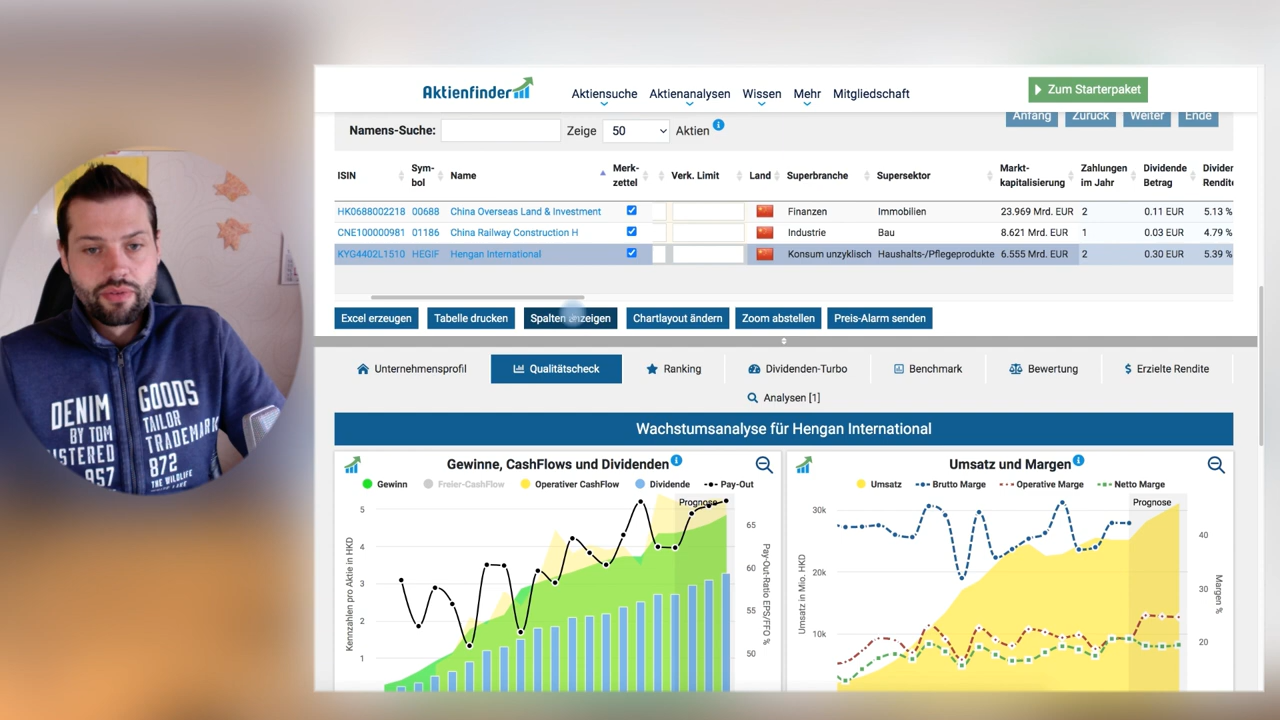 Aktienfinder
Aktiensuche Aktienanalysen Wissen Mehr Mitgliedschaft
Zum Starterpaket
Namens-Suche: Zeige 50 Aktien
Anfang Zurück Weiter Ende
ISIN Sym-bol Name Merk-zettel Verk. Limit Land Superbranche Supersektor Markt-kapitalisierung Zahlungen im Jahr Dividende Betrag Dividen Rendite
HK0688002218 00688 China Overseas Land & Investment Finanzen Immobilien 23.969 Mrd. EUR 2 0.11 EUR 5.13 %
CNE100000981 01186 China Railway Construction H Industrie Bau 8.621 Mrd. EUR 1 0.03 EUR 4.79 %
KYG4402L1510 HEGIF Hengan International Konsum unzyklisch Haushalts-/Pflegeprodukte 6.555 Mrd. EUR 2 0.30 EUR 5.39 %
Excel erzeugen Tabelle drucken Spalten anzeigen Chartlayout ändern Zoom abstellen Preis-Alarm senden
Unternehmensprofil Qualitätscheck Ranking Dividenden-Turbo Benchmark Bewertung Erzielte Rendite
Analysen [1]
Wachstumsanalyse für Hengan International
Gewinne, CashFlows und Dividenden
Gewinn Freier-CashFlow Operativer CashFlow Dividende Pay-Out
Prognose
Kennzahlen pro Aktie in HKD
5
4
3
2
1
65
60
55
50
Pay-Out-Ratio EPS/FFO %
Umsatz und Margen
Umsatz Brutto Marge Operative Marge Netto Marge
Prognose
Umsatz in Mio. HKD
30k
20k
10k
40
30
20
Margen %
DENIM GOODS
BY TOM TAILOR
ISTERED TRADEMARK
957 872
THE WILDLIFE